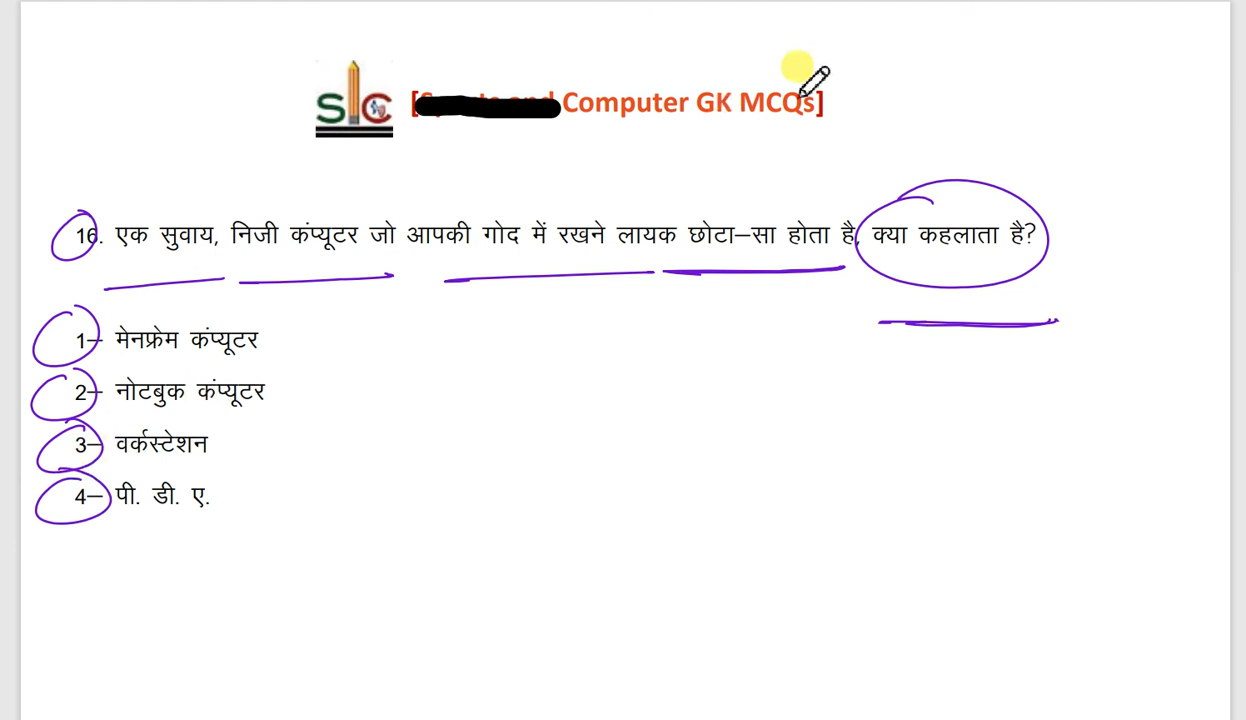 SIC
[ Computer GK MCQs]
16. एक सुवाय, निजी कंप्यूटर जो आपकी गोद में रखने लायक छोटा–सा होता है, क्या कहलाता है?
1– मेनफ्रेम कंप्यूटर
2– नोटबुक कंप्यूटर
3– वर्कस्टेशन
4– पी. डी. ए.